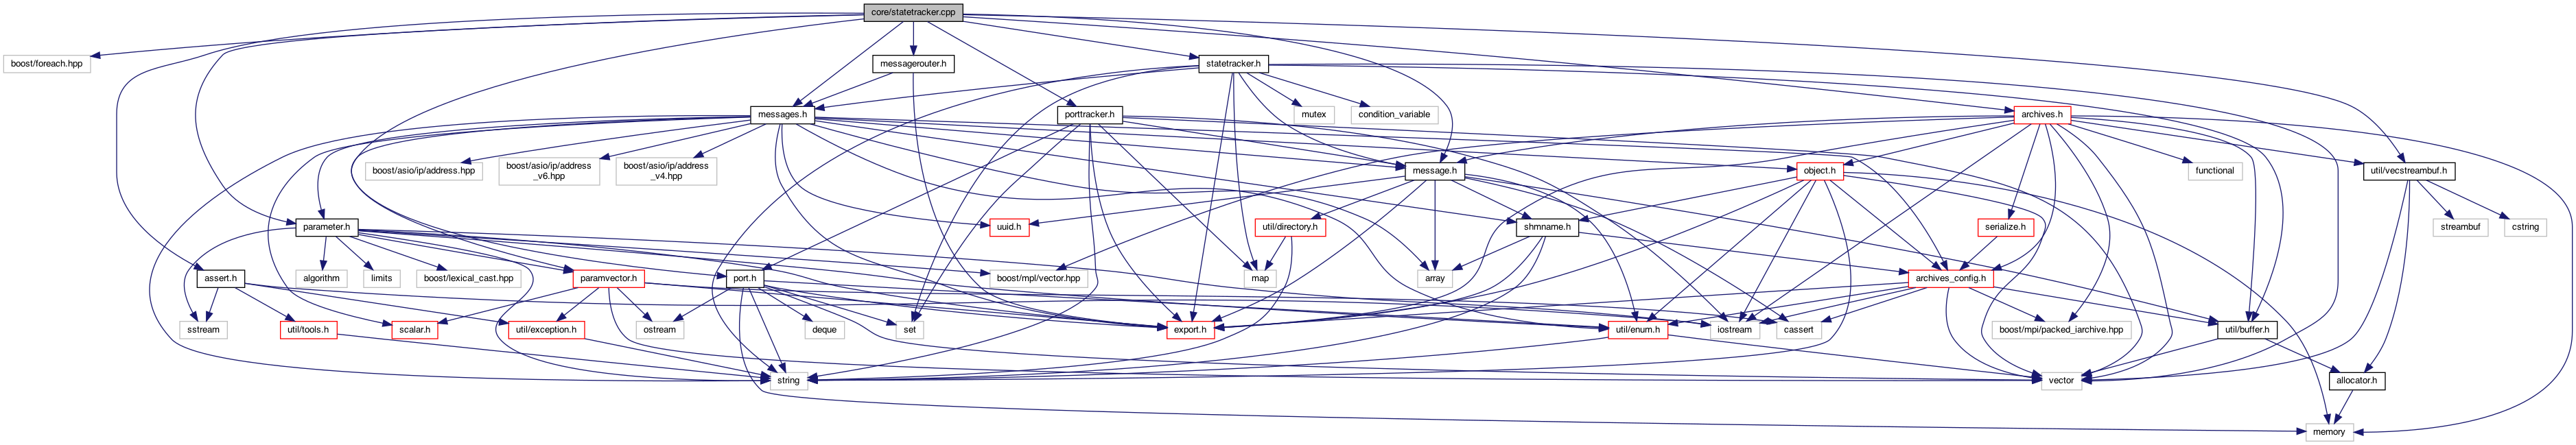 core/statetracker.cpp
boost/foreach.hpp
messagerouter.h
statetracker.h
messages.h
porttracker.h
mutex
condition_variable
archives.h
boost/asio/ip/address.hpp
boost/asio/ip/address
_v6.hpp
boost/asio/ip/address
_v4.hpp
message.h
object.h
functional
util/vecstreambuf.h
parameter.h
uuid.h
util/directory.h
shmname.h
serialize.h
streambuf
cstring
assert.h
algorithm
limits
boost/lexical_cast.hpp
paramvector.h
port.h
boost/mpl/vector.hpp
map
array
archives_config.h
sstream
util/tools.h
scalar.h
util/exception.h
ostream
deque
set
export.h
util/enum.h
iostream
cassert
boost/mpi/packed_iarchive.hpp
util/buffer.h
string
vector
allocator.h
memory